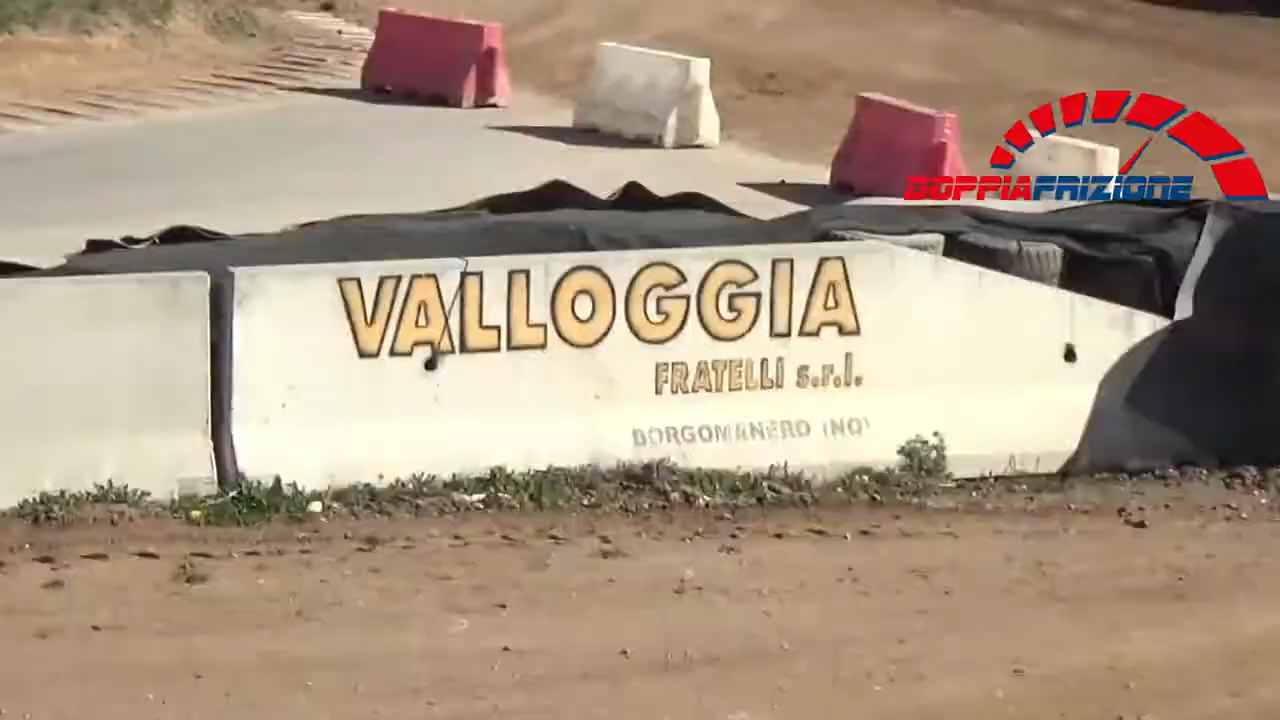 DOPPIAFRIZIONE
VALLOGGIA
FRATELLI s.r.l.
BORGOMANERO (NO)